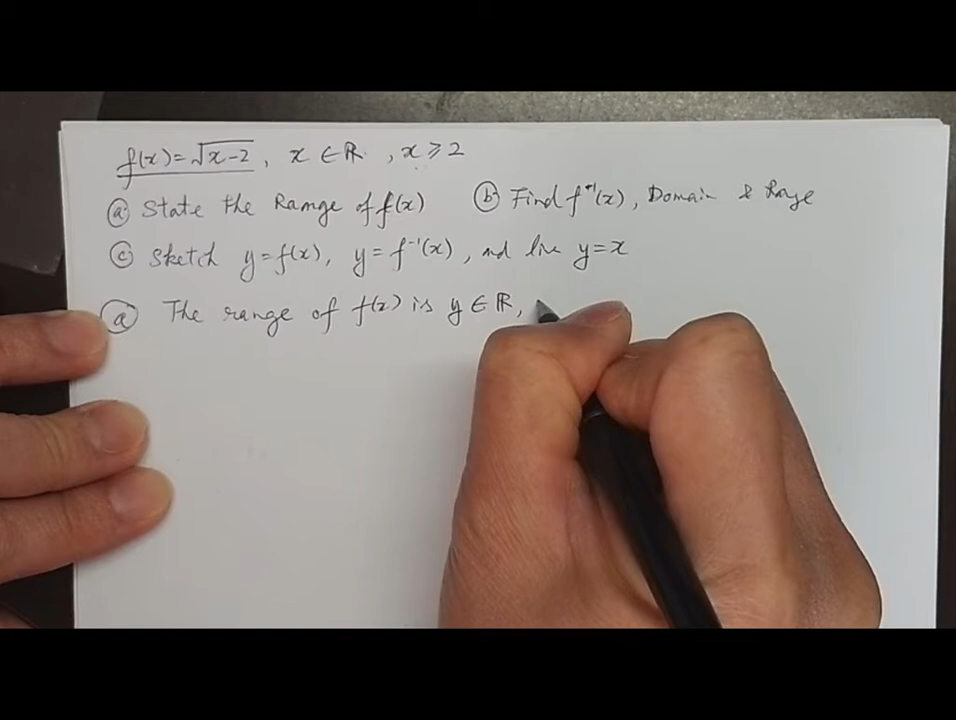 f(x)=√x-2, x∈ℝ, x⩾2
ⓐ State the Range of f(x) ⓑ Find f⁻¹(x), Domain & Range
ⓒ Sketch y=f(x), y=f⁻¹(x), and line y=x
ⓐ The range of f(x) is y∈ℝ,